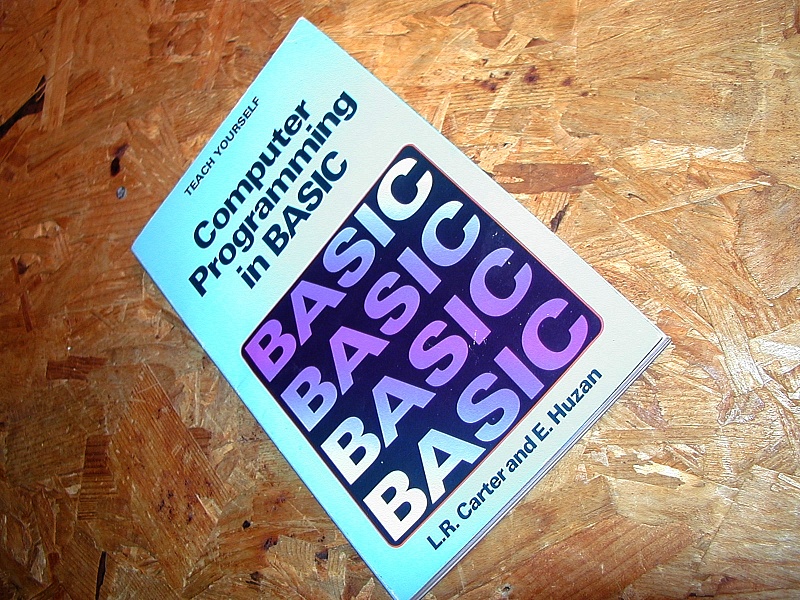 TEACH YOURSELF
Computer
Programming
in BASIC
BASIC
BASIC
BASIC
BASIC
L.R. Carter and E. Huzan